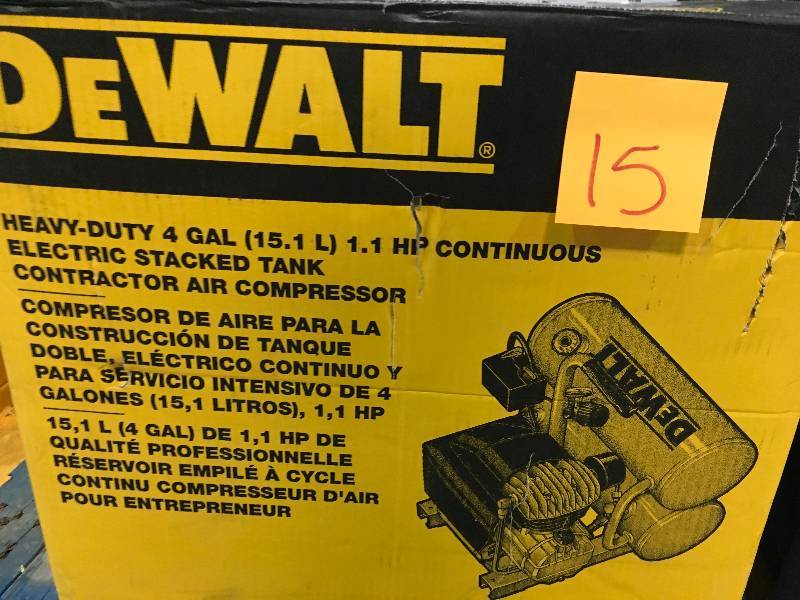 DEWALT®
15
HEAVY-DUTY 4 GAL (15.1 L) 1.1 HP CONTINUOUS
ELECTRIC STACKED TANK
CONTRACTOR AIR COMPRESSOR
COMPRESOR DE AIRE PARA LA
CONSTRUCCIÓN DE TANQUE
DOBLE, ELÉCTRICO CONTINUO Y
PARA SERVICIO INTENSIVO DE 4
GALONES (15,1 LITROS), 1,1 HP
15,1 L (4 GAL) DE 1,1 HP DE
QUALITÉ PROFESSIONNELLE
RÉSERVOIR EMPILÉ À CYCLE
CONTINU COMPRESSEUR D'AIR
POUR ENTREPRENEUR
DEWALT